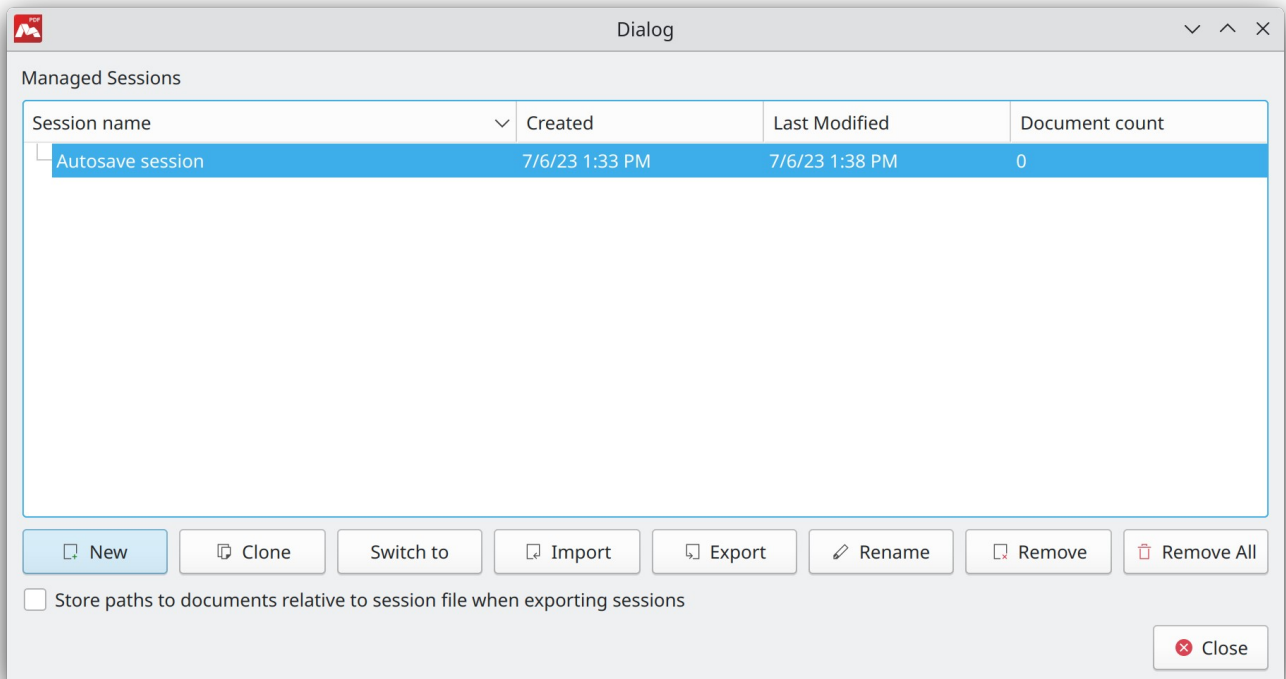 PDF
Dialog
Managed Sessions
Session name Created Last Modified Document count
Autosave session 7/6/23 1:33 PM 7/6/23 1:38 PM 0
New Clone Switch to Import Export Rename Remove Remove All
Store paths to documents relative to session file when exporting sessions
Close